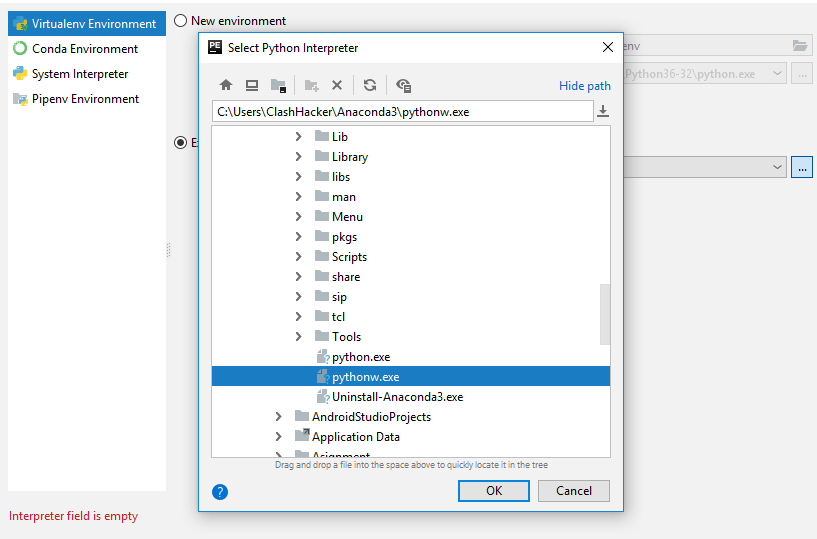 Virtualenv Environment
Conda Environment
System Interpreter
Pipenv Environment
New environment
PE Select Python Interpreter
Hide path
C:\Users\ClashHacker\Anaconda3\pythonw.exe
Python36-32\python.exe
...
...
Lib
Library
libs
man
Menu
pkgs
Scripts
share
sip
tcl
Tools
python.exe
pythonw.exe
Uninstall-Anaconda3.exe
AndroidStudioProjects
Application Data
Asignment
Drag and drop a file into the space above to quickly locate it in the tree
?
OK
Cancel
Interpreter field is empty